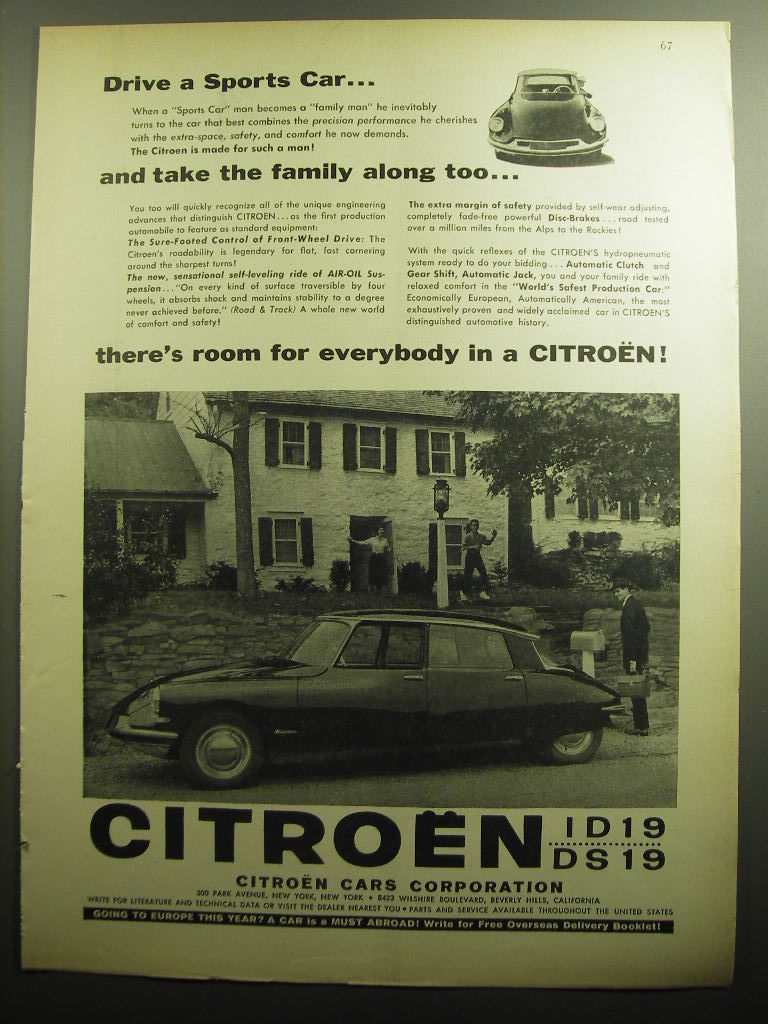 67
Drive a Sports Car...
When a "Sports Car" man becomes a "family man" he inevitably
turns to the car that best combines the precision performance he cherishes
with the extra-space, safety, and comfort he now demands.
The Citroen is made for such a man!
and take the family along too...
You too will quickly recognize all of the unique engineering
advances that distinguish CITROEN...as the first production
automobile to feature as standard equipment:
The Sure-Footed Control of Front-Wheel Drive: The
Citroen's roadability is legendary for flat, fast cornering
around the sharpest turns!
The new, sensational self-leveling ride of AIR-OIL Sus-
pension..."On every kind of surface traversible by four
wheels, it absorbs shock and maintains stability to a degree
never achieved before." (Road & Track) A whole new world
of comfort and safety!
The extra margin of safety provided by self-wear adjusting,
completely fade-free powerful Disc-Brakes...road tested
over a million miles from the Alps to the Rockies!
With the quick reflexes of the CITROEN'S hydropneumatic
system ready to do your bidding...Automatic Clutch and
Gear Shift, Automatic Jack, you and your family ride with
relaxed comfort in the "World's Safest Production Car:"
Economically European, Automatically American, the most
exhaustively proven and widely acclaimed car in CITROEN'S
distinguished automotive history.
there's room for everybody in a CITROËN!
CITROËN ID19
DS19
CITROËN CARS CORPORATION
300 PARK AVENUE, NEW YORK, NEW YORK • 8423 WILSHIRE BOULEVARD, BEVERLY HILLS, CALIFORNIA
WRITE FOR LITERATURE AND TECHNICAL DATA OR VISIT THE DEALER NEAREST YOU • PARTS AND SERVICE AVAILABLE THROUGHOUT THE UNITED STATES
GOING TO EUROPE THIS YEAR? A CAR is a MUST ABROAD! Write for Free Overseas Delivery Booklet!